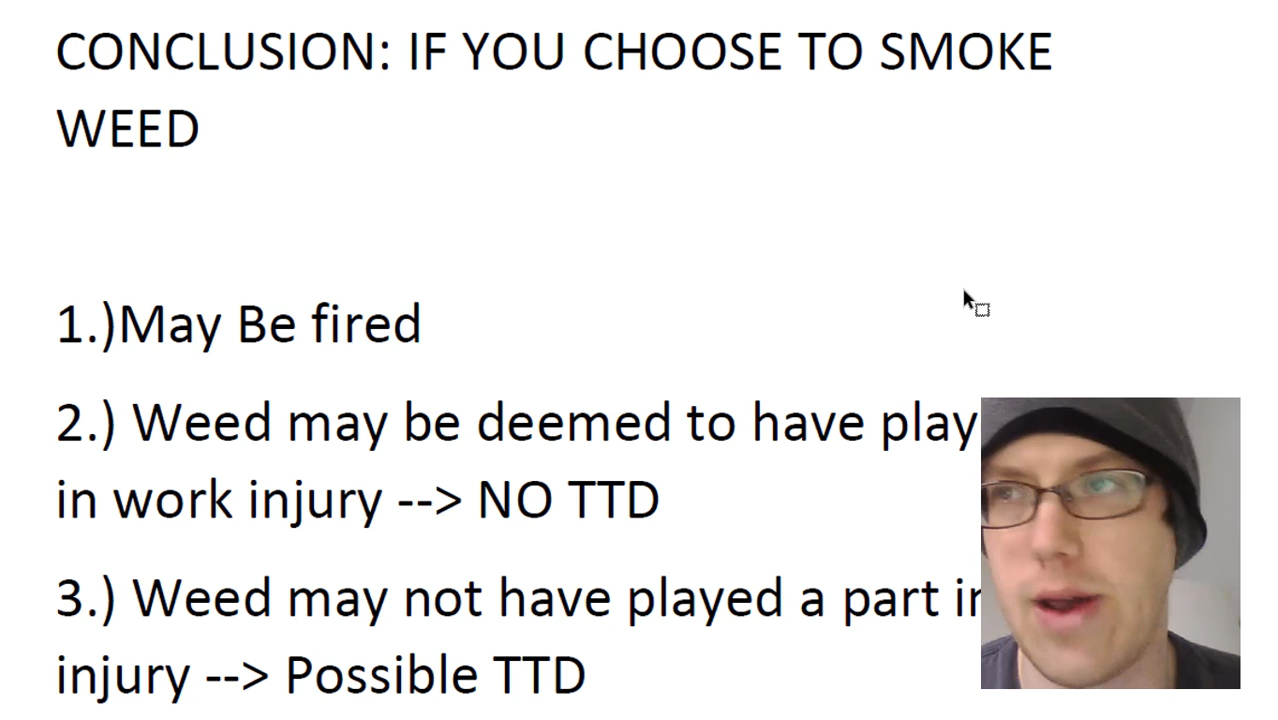 CONCLUSION: IF YOU CHOOSE TO SMOKE
WEED
1.)May Be fired
2.) Weed may be deemed to have play
in work injury --> NO TTD
3.) Weed may not have played a part in
injury --> Possible TTD